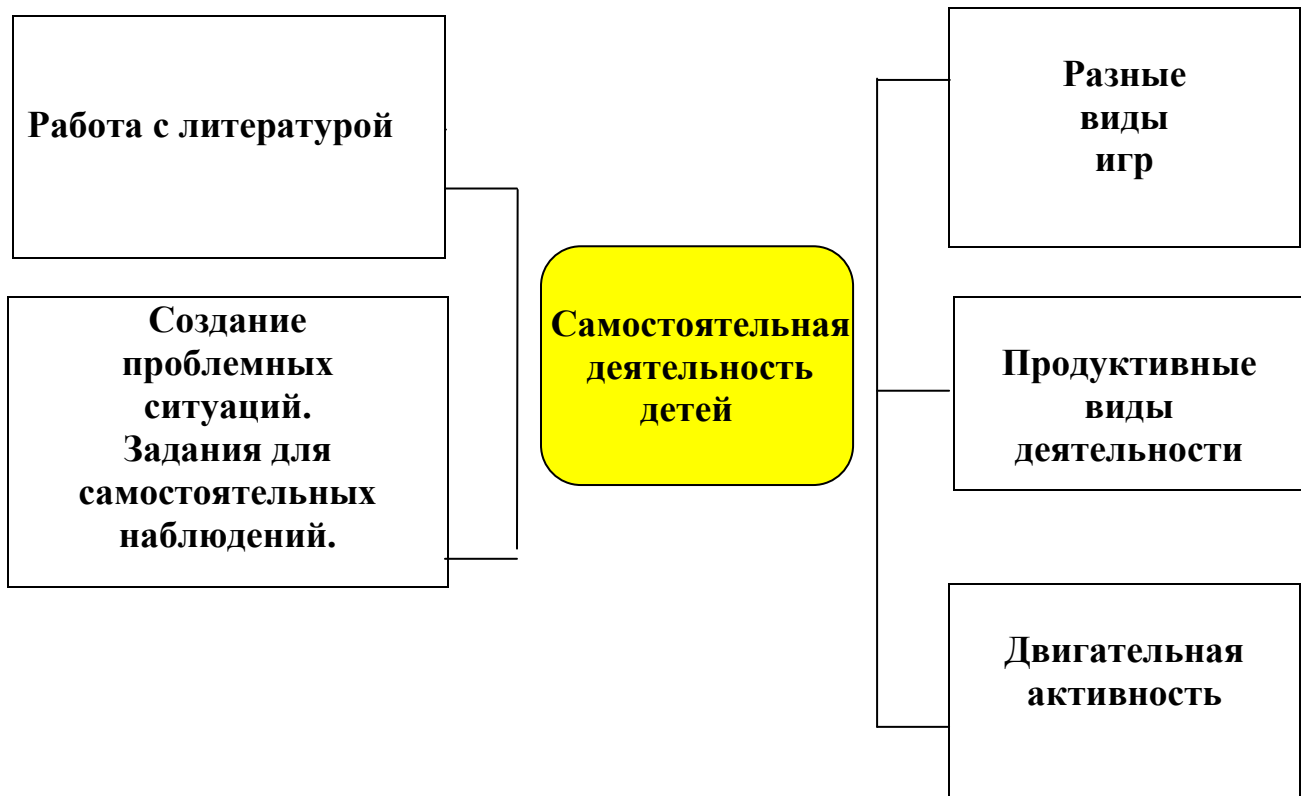 Работа с литературой
Создание
проблемных
ситуаций.
Задания для
самостоятельных
наблюдений.
Самостоятельная
деятельность
детей
Разные
виды
игр
Продуктивные
виды
деятельности
Двигательная
активность